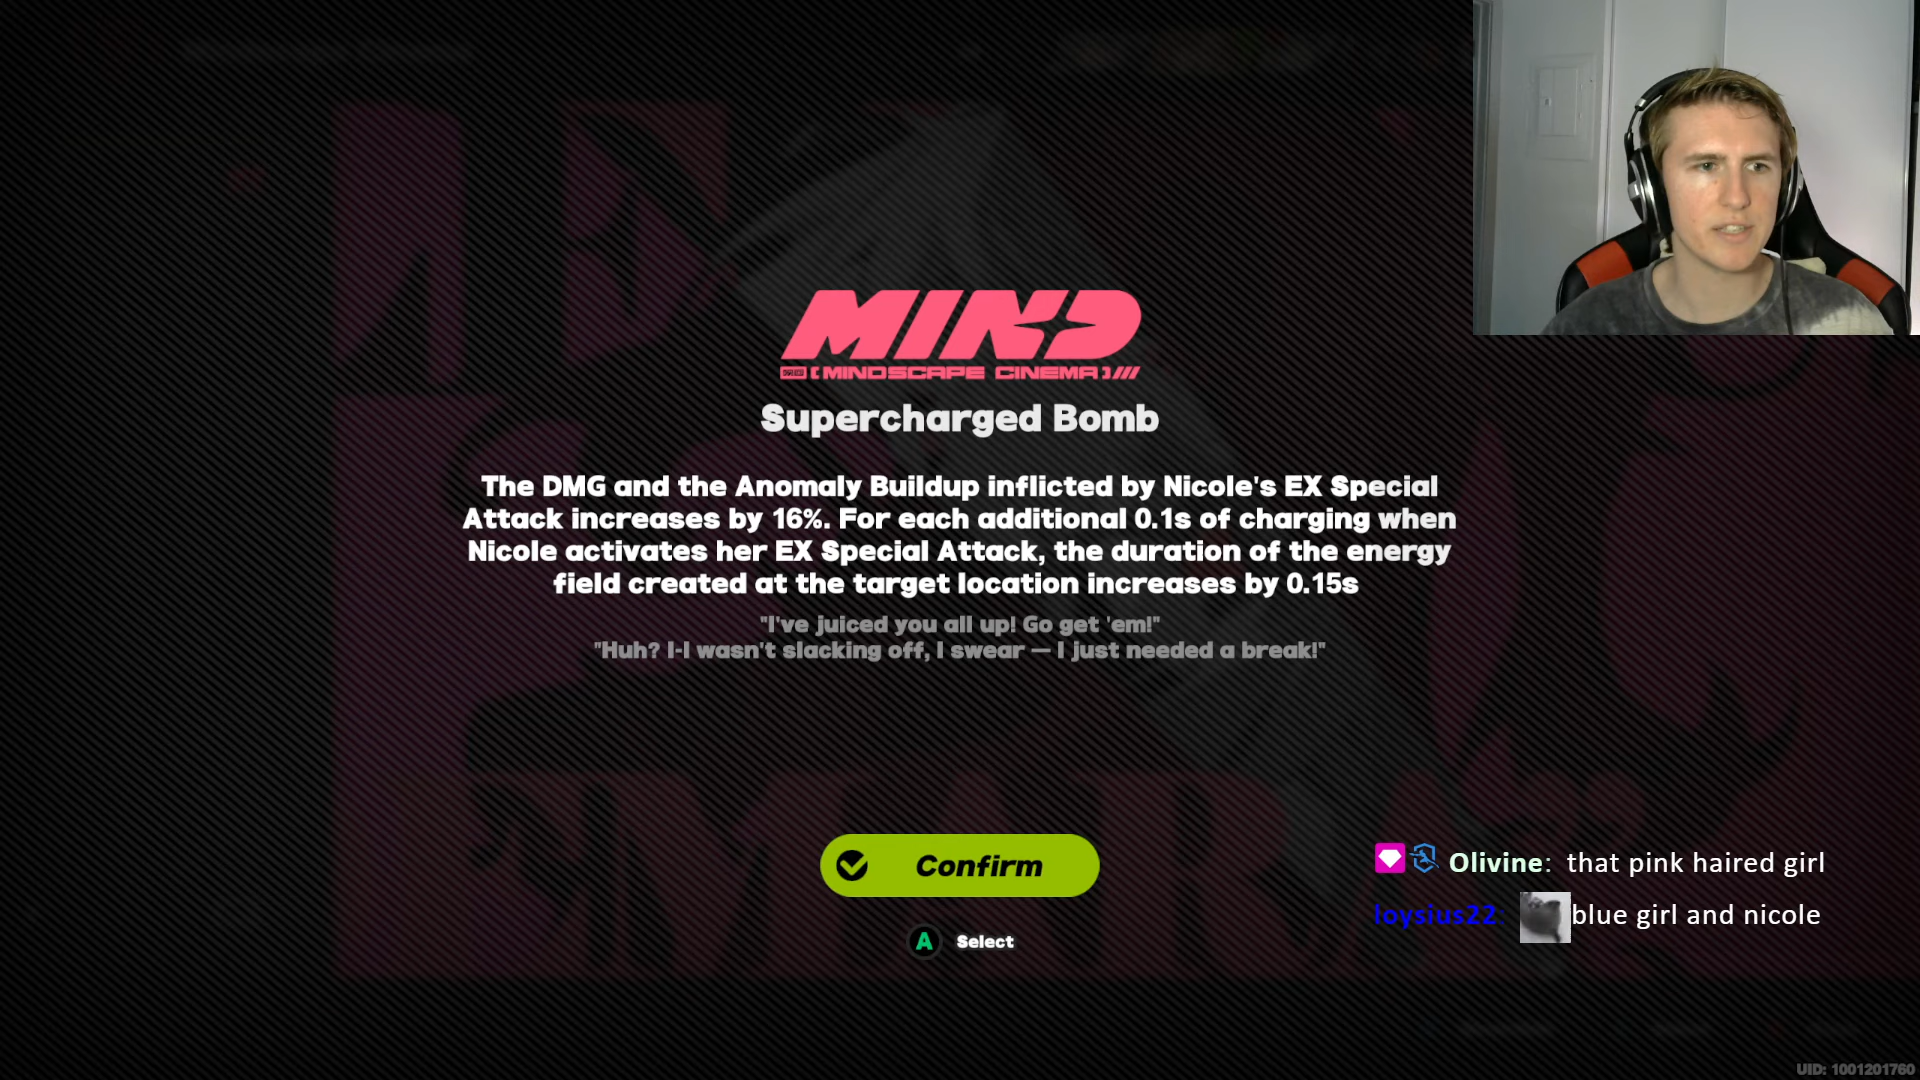 MIND
[MINDSCAPE CINEMA]///
Supercharged Bomb
The DMG and the Anomaly Buildup inflicted by Nicole's EX Special
Attack increases by 16%. For each additional 0.1s of charging when
Nicole activates her EX Special Attack, the duration of the energy
field created at the target location increases by 0.15s
"I've juiced you all up! Go get 'em!"
"Huh? I-I wasn't slacking off, I swear — I just needed a break!"
Confirm
A Select
Olivine: that pink haired girl
loysius22: blue girl and nicole
UID: 1001201760